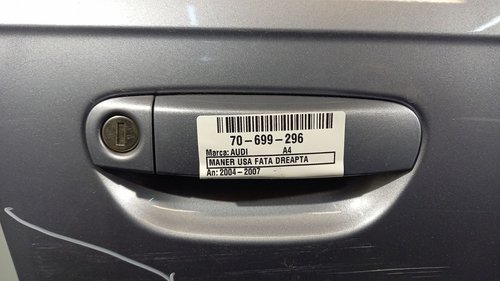 70-699-296
Marca: AUDI A4
MANER USA FATA DREAPTA
An: 2004-2007